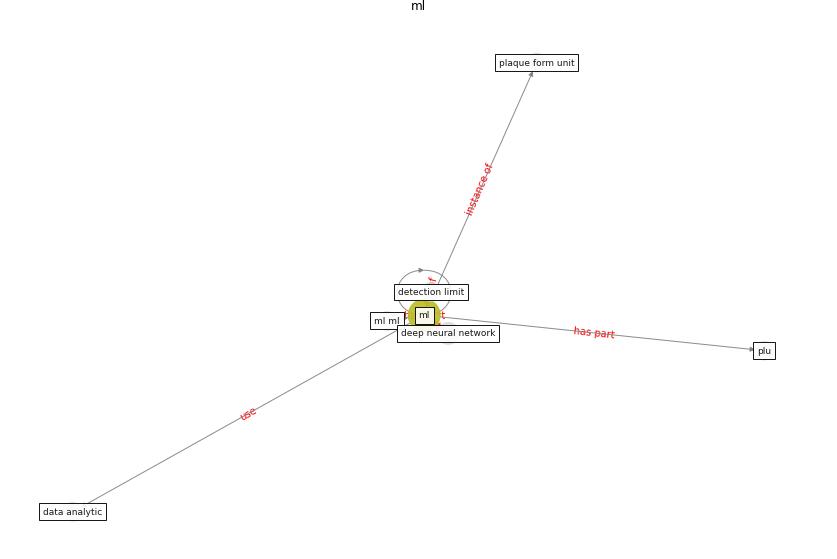 ml
plaque form unit
instance of
detection limit
ml ml
ml
deep neural network
has part
plu
use
data analytic